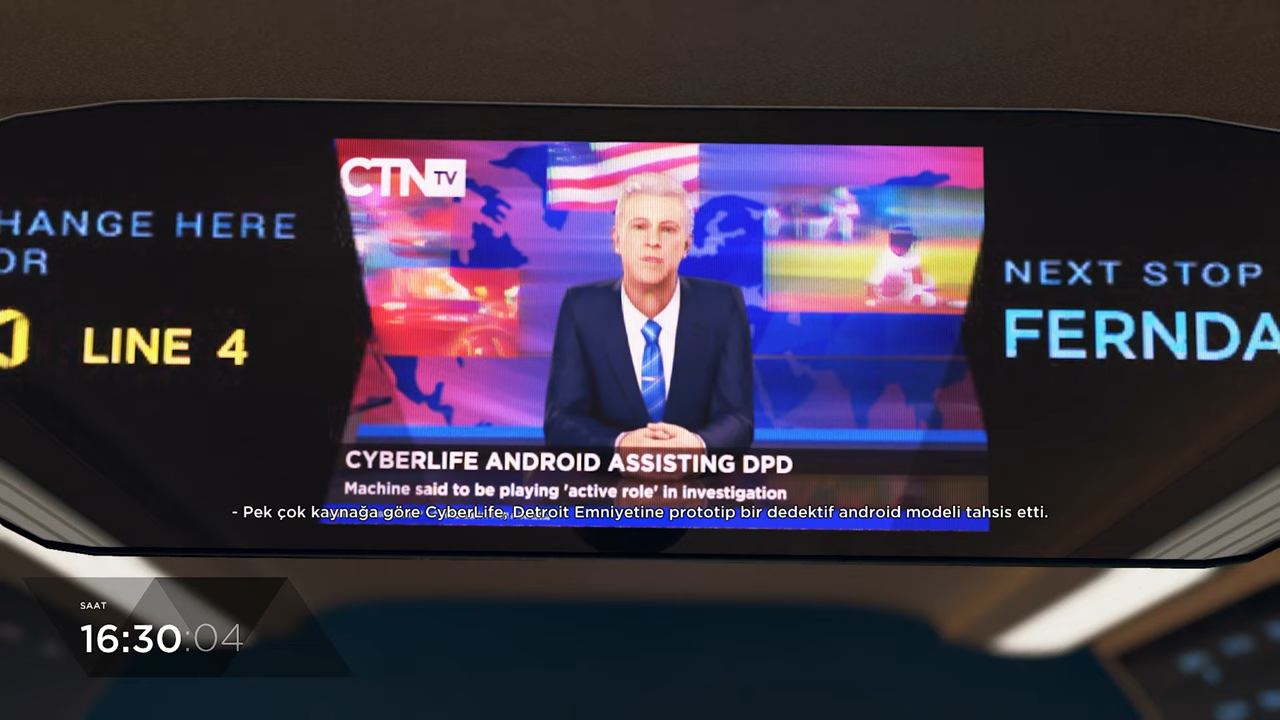 CTN TV
HANGE HERE
OR
LINE 4
NEXT STOP
FERNDA
CYBERLIFE ANDROID ASSISTING DPD
Machine said to be playing 'active role' in investigation
- Pek çok kaynağa göre CyberLife, Detroit Emniyetine prototip bir dedektif android modeli tahsis etti.
SAAT
16:30:04